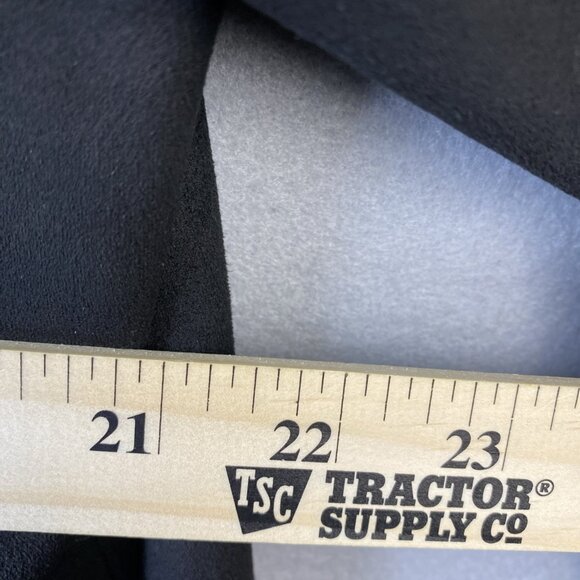 21 22 23
TSC TRACTOR®
SUPPLY CO